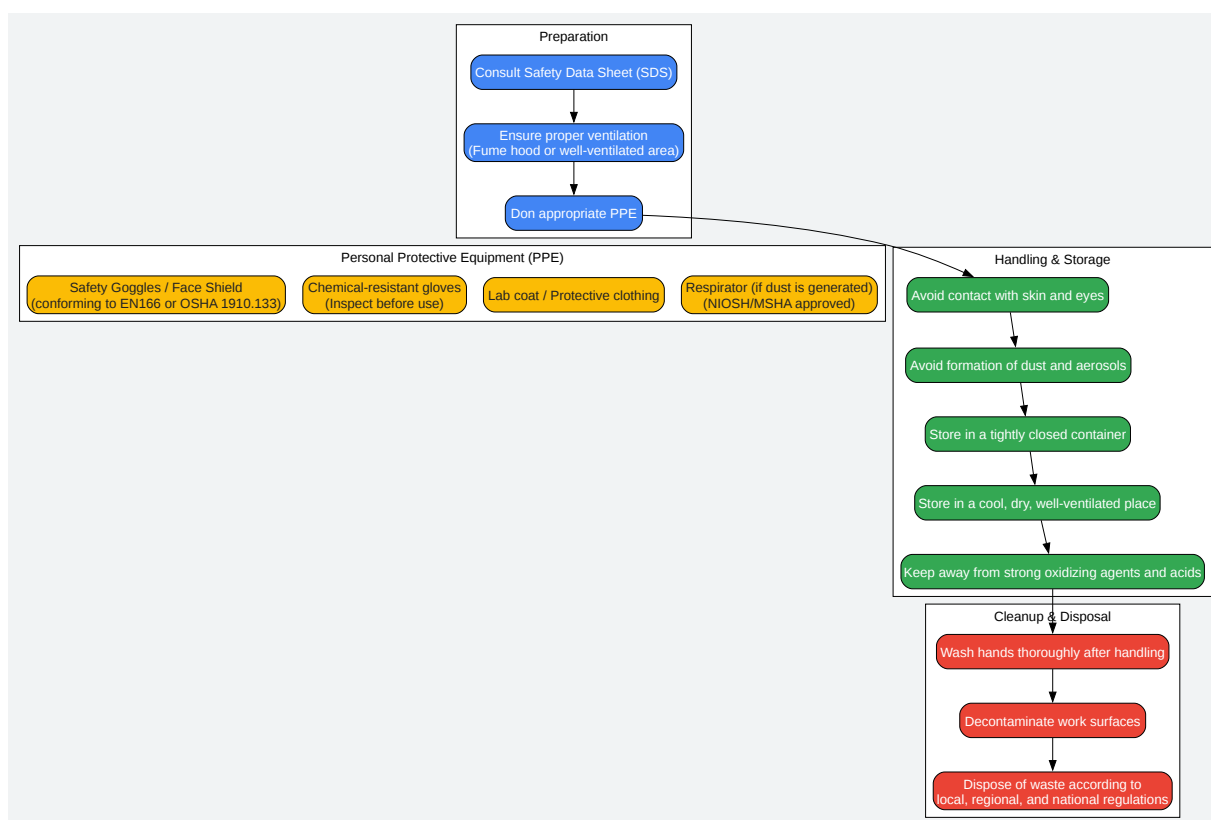 Preparation
Consult Safety Data Sheet (SDS)
Ensure proper ventilation
(Fume hood or well-ventilated area)
Don appropriate PPE
Personal Protective Equipment (PPE)
Safety Goggles / Face Shield
(conforming to EN166 or OSHA 1910.133)
Chemical-resistant gloves
(Inspect before use)
Lab coat / Protective clothing
Respirator (if dust is generated)
(NIOSH/MSHA approved)
Handling & Storage
Avoid contact with skin and eyes
Avoid formation of dust and aerosols
Store in a tightly closed container
Store in a cool, dry, well-ventilated place
Keep away from strong oxidizing agents and acids
Cleanup & Disposal
Wash hands thoroughly after handling
Decontaminate work surfaces
Dispose of waste according to
local, regional, and national regulations